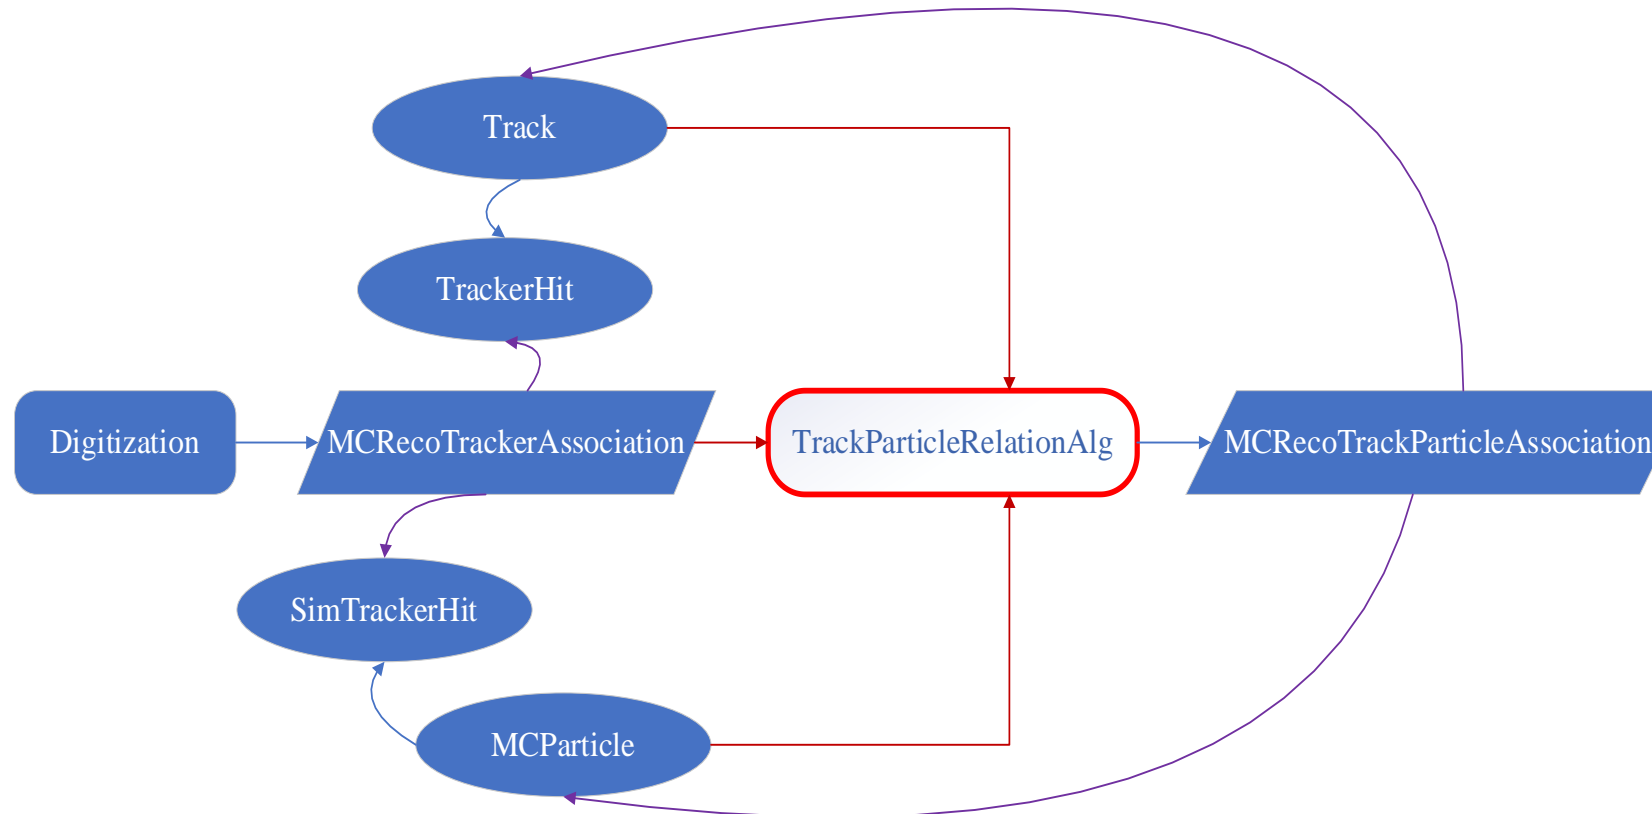 Track
TrackerHit
Digitization
MCRecoTrackerAssociation
TrackParticleRelationAlg
MCRecoTrackParticleAssociation
SimTrackerHit
MCParticle